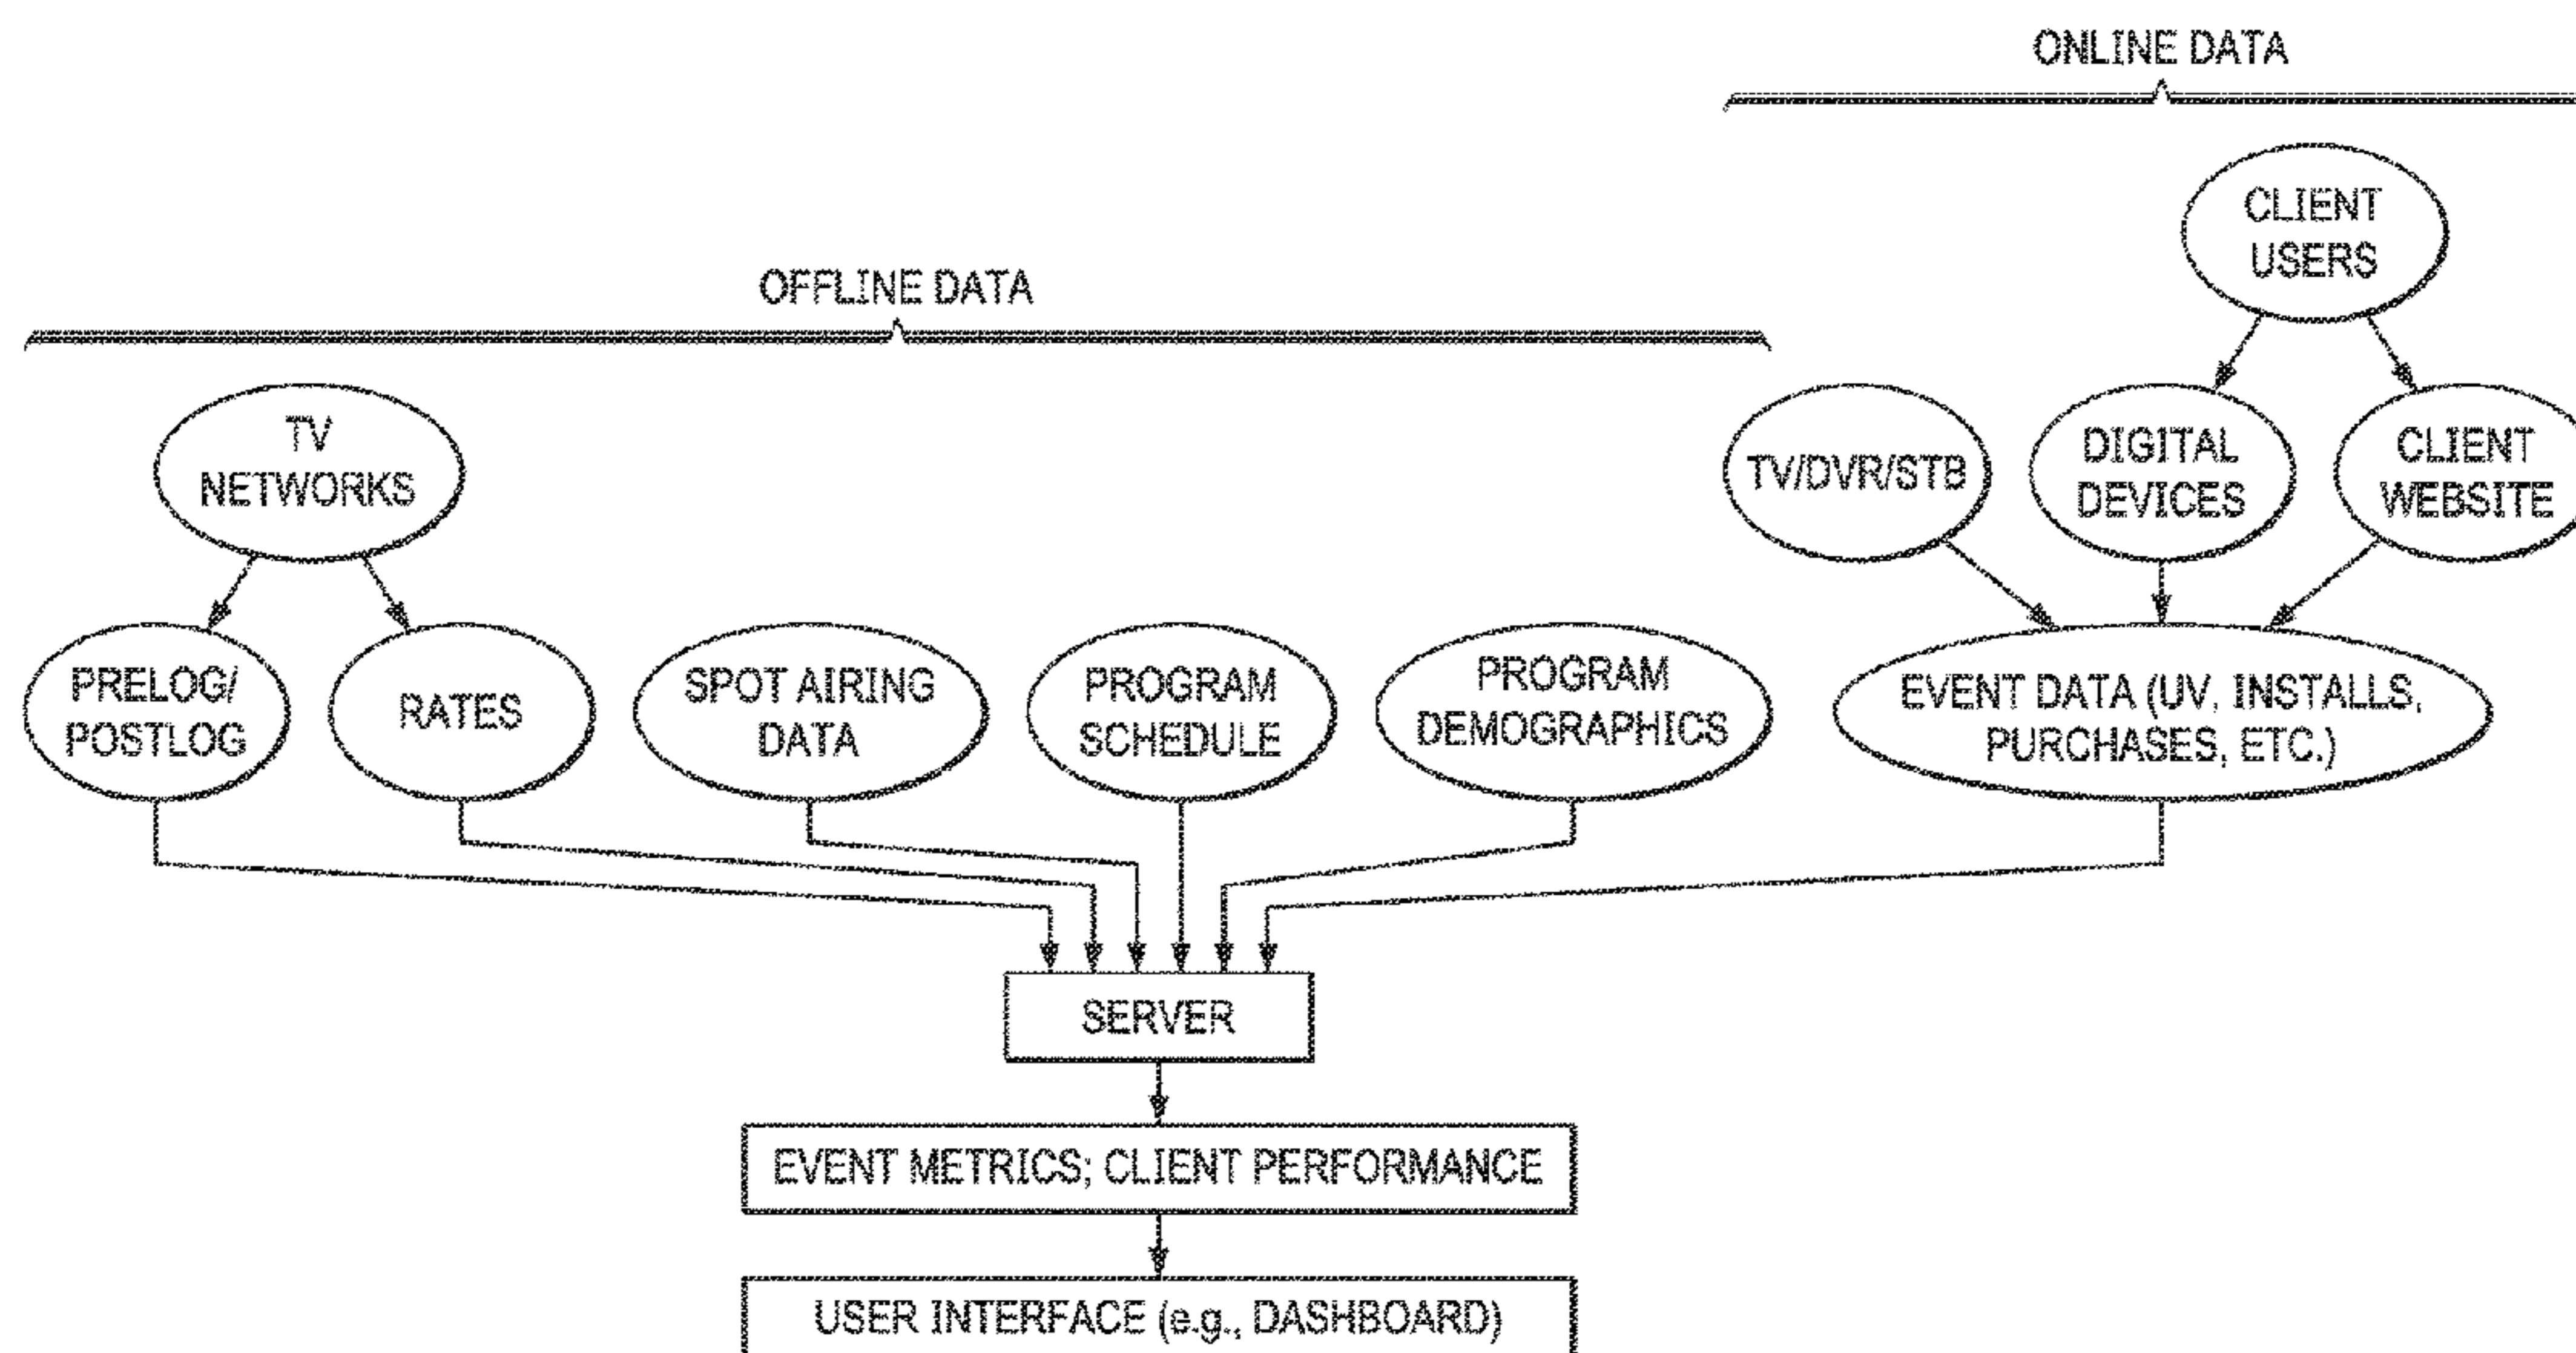 ONLINE DATA
CLIENT
USERS
OFFLINE DATA
TV
NETWORKS
TV/DVR/STB
DIGITAL
DEVICES
CLIENT
WEBSITE
PRELOG/
POSTLOG
RATES
SPOT AIRING
DATA
PROGRAM
SCHEDULE
PROGRAM
DEMOGRAPHICS
EVENT DATA (UV, INSTALLS,
PURCHASES, ETC.)
SERVER
EVENT METRICS; CLIENT PERFORMANCE
USER INTERFACE (e.g., DASHBOARD)